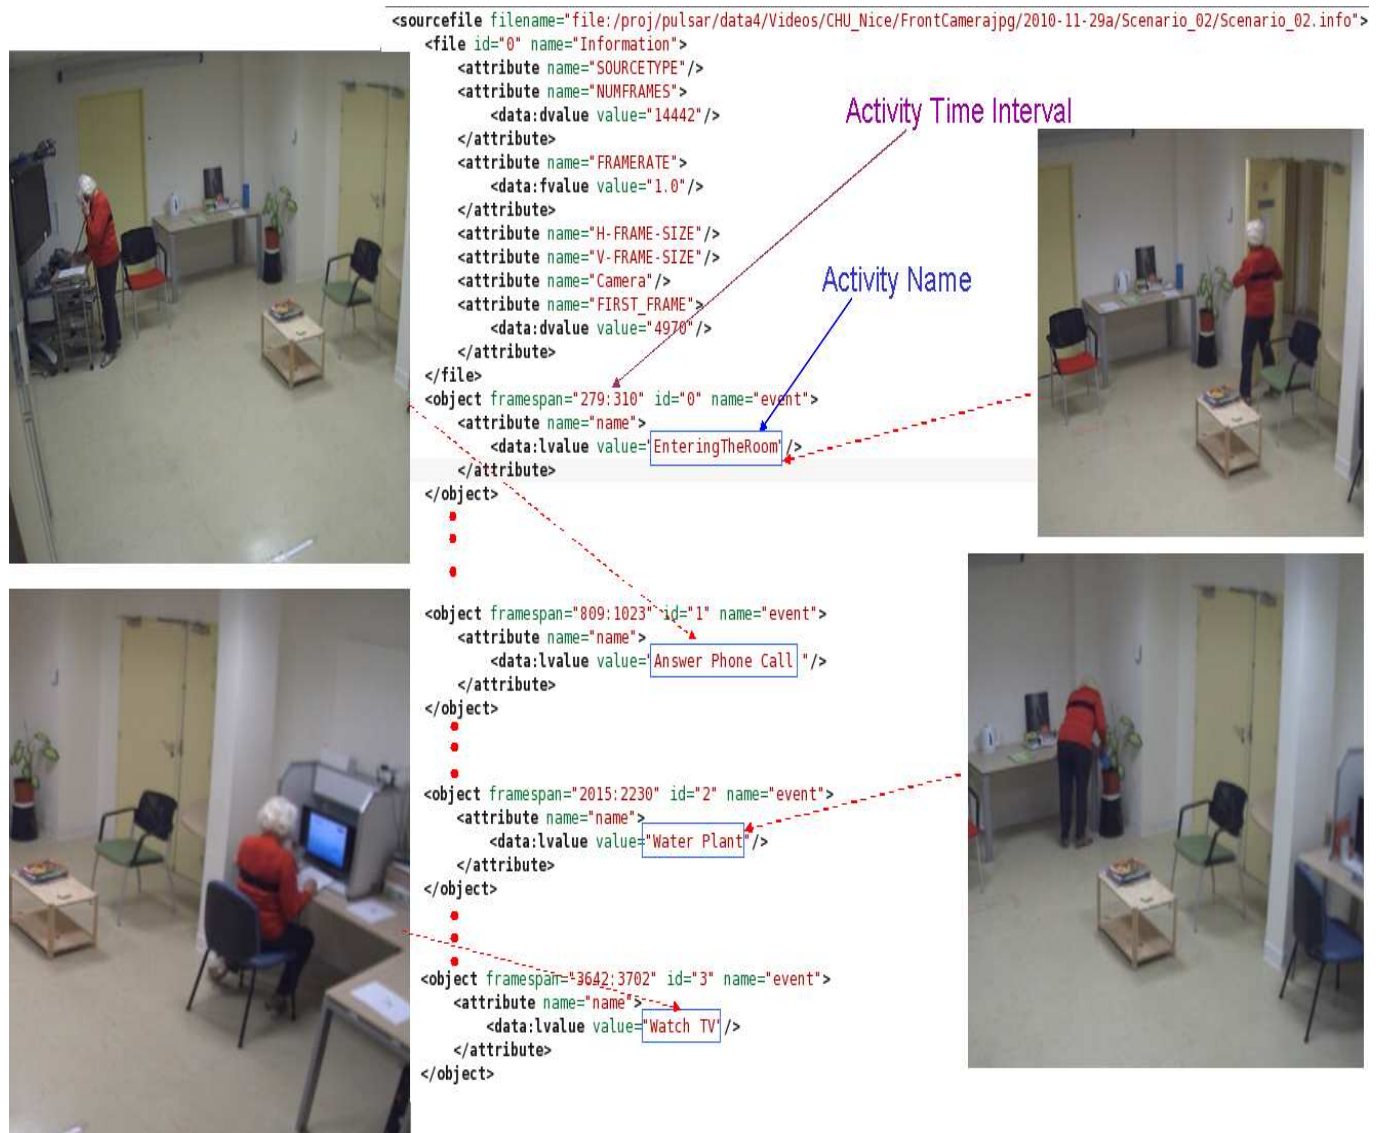 <sourcefile filename="file:/proj/pulsar/data4/Videos/CHU_Nice/FrontCamerajpg/2010-11-29a/Scenario_02/Scenario_02.info">
<file id="0" name="Information">
<attribute name="SOURCETYPE"/>
<attribute name="NUMFRAMES">
<data:dvalue value="14442"/>
</attribute>
<attribute name="FRAMERATE">
<data:fvalue value="1.0"/>
</attribute>
<attribute name="H-FRAME-SIZE"/>
<attribute name="V-FRAME-SIZE"/>
<attribute name="Camera"/>
<attribute name="FIRST_FRAME">
<data:dvalue value="4970"/>
</attribute>
</file>
Activity Time Interval
Activity Name
<object framespan="279:310" id="0" name="event">
<attribute name="name">
<data:lvalue value="EnteringTheRoom"/>
</attribute>
</object>
<object framespan="809:1023" id="1" name="event">
<attribute name="name">
<data:lvalue value="Answer Phone Call "/>
</attribute>
</object>
<object framespan="2015:2230" id="2" name="event">
<attribute name="name">
<data:lvalue value="Water Plant"/>
</attribute>
</object>
<object framespan="3642:3702" id="3" name="event">
<attribute name="name">
<data:lvalue value="Watch TV"/>
</attribute>
</object>